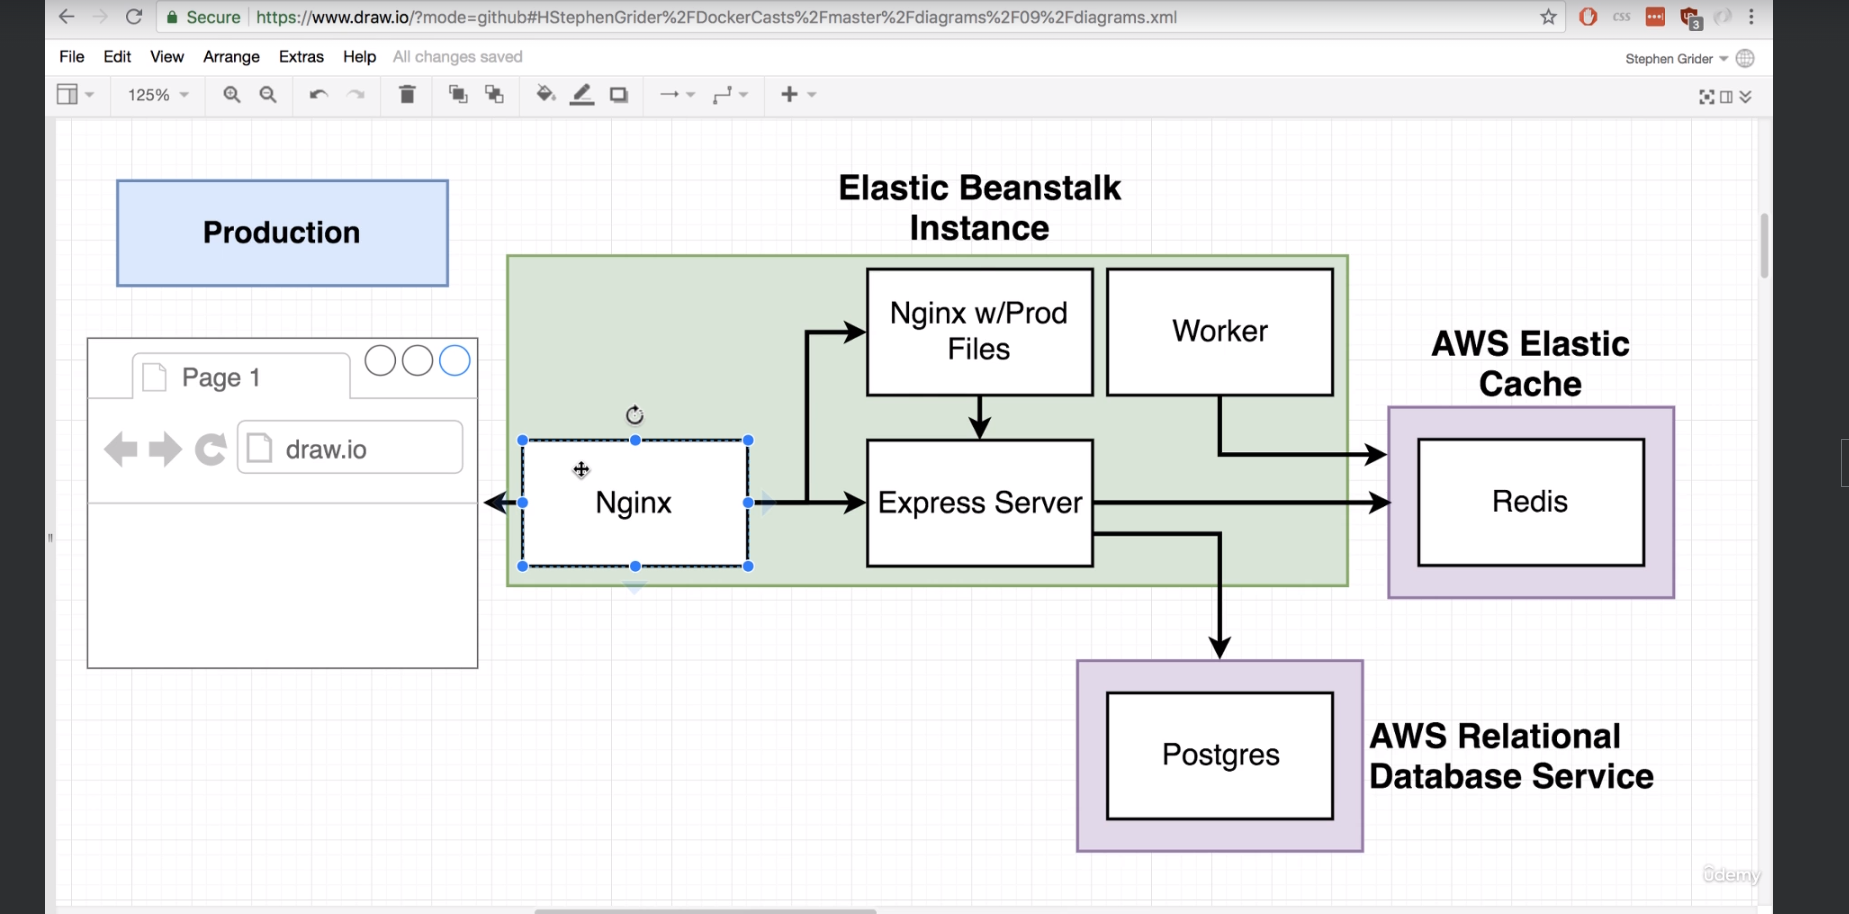 Secure https://www.draw.io/?mode=github#HStephenGrider%2FDockerCasts%2Fmaster%2Fdiagrams%2F09%2Fdiagrams.xml
css
3
File Edit View Arrange Extras Help All changes saved
Stephen Grider
125%
Production
Elastic Beanstalk
Instance
Nginx w/Prod
Files
Worker
AWS Elastic
Cache
Page 1
draw.io
Nginx
Express Server
Redis
Postgres
AWS Relational
Database Service
ûdemy